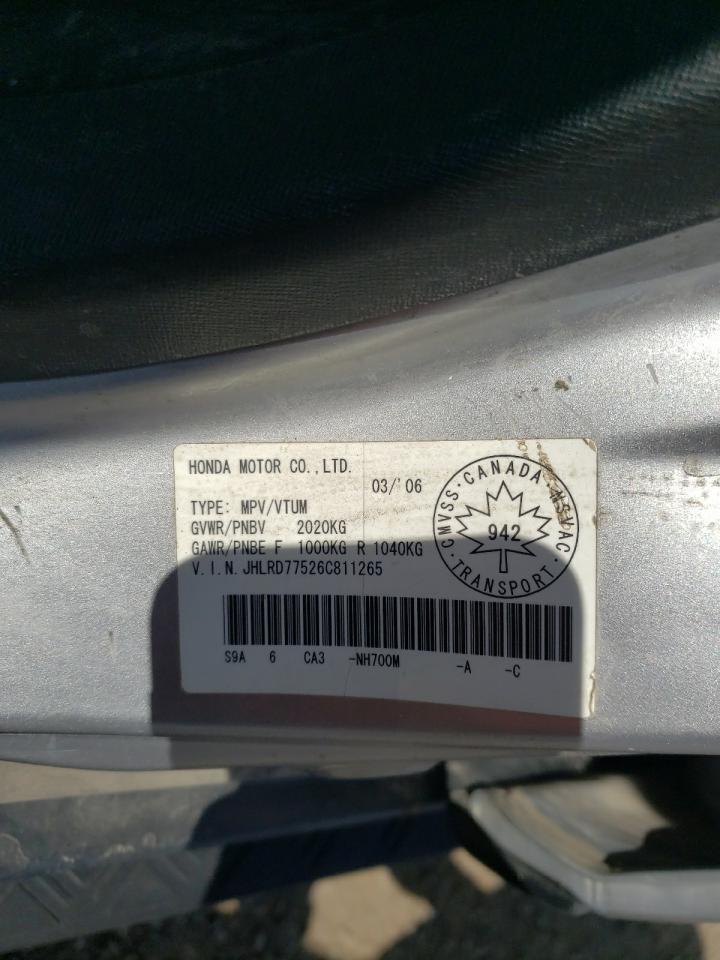 HONDA MOTOR CO.,LTD.
03/'06
TYPE: MPV/VTUM
GVWR/PNBV 2020KG
GAWR/PNBE F 1000KG R 1040KG
V.I.N.JHLRD77526C811265
CMVSS·CANADA·NSVAC
942
·TRANSPORT·
S9A 6 CA3 -NH700M -A -C